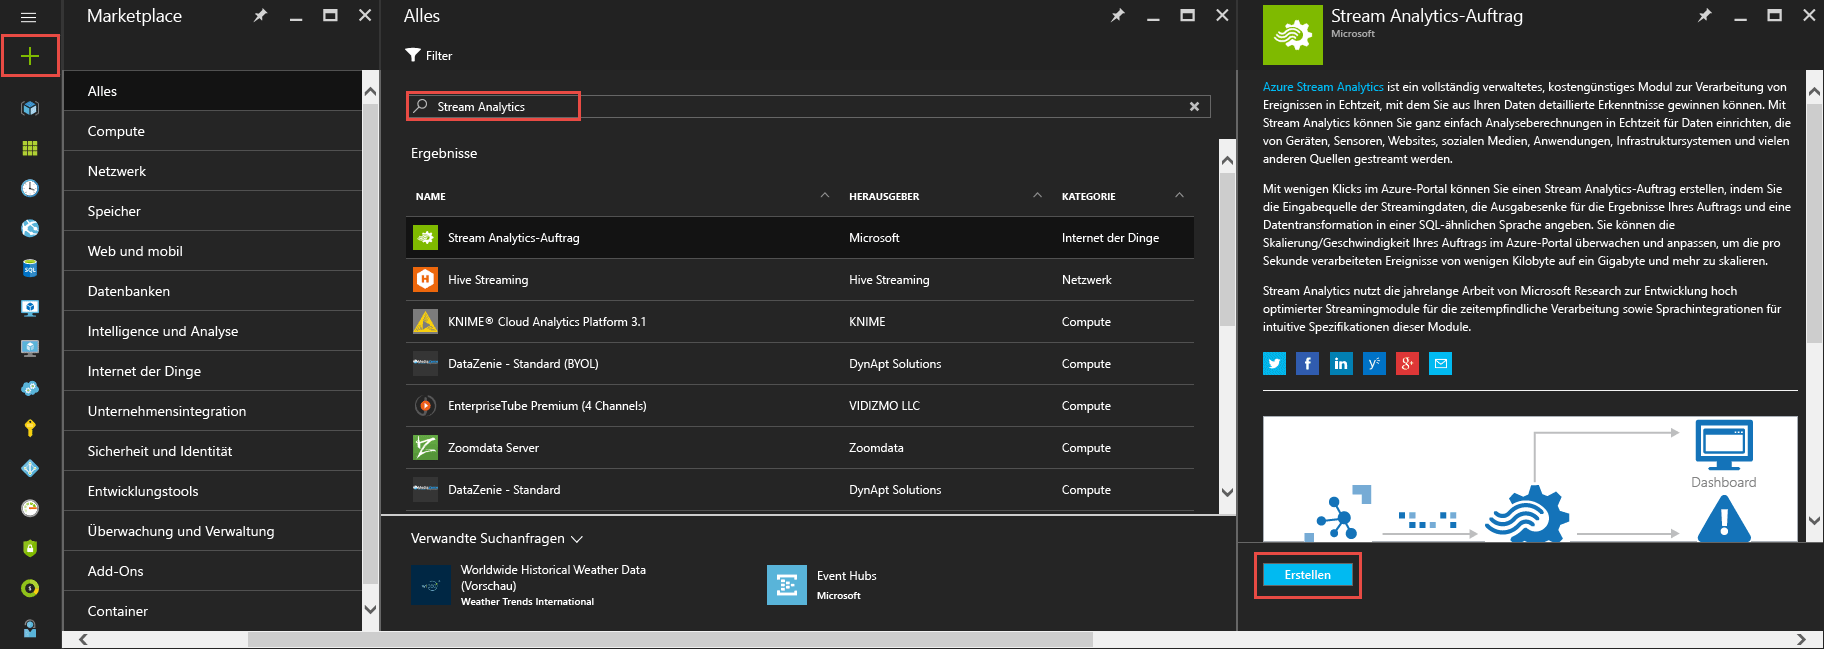 Marketplace
Alles
Compute
Netzwerk
Speicher
Web und mobil
Datenbanken
Intelligence und Analyse
Internet der Dinge
Unternehmensintegration
Sicherheit und Identität
Entwicklungstools
Überwachung und Verwaltung
Add-Ons
Container
SQL
Alles
Filter
Stream Analytics
Ergebnisse
NAME HERAUSGEBER KATEGORIE
Stream Analytics-Auftrag Microsoft Internet der Dinge
Hive Streaming Hive Streaming Netzwerk
KNIME® Cloud Analytics Platform 3.1 KNIME Compute
DataZenie - Standard (BYOL) DynApt Solutions Compute
EnterpriseTube Premium (4 Channels) VIDIZMO LLC Compute
Zoomdata Server Zoomdata Compute
DataZenie - Standard DynApt Solutions Compute
Verwandte Suchanfragen
Worldwide Historical Weather Data
(Vorschau)
Weather Trends International
Event Hubs
Microsoft
Stream Analytics-Auftrag
Microsoft
Azure Stream Analytics ist ein vollständig verwaltetes, kostengünstiges Modul zur Verarbeitung von
Ereignissen in Echtzeit, mit dem Sie aus Ihren Daten detaillierte Erkenntnisse gewinnen können. Mit
Stream Analytics können Sie ganz einfach Analyseberechnungen in Echtzeit für Daten einrichten, die
von Geräten, Sensoren, Websites, sozialen Medien, Anwendungen, Infrastruktursystemen und vielen
anderen Quellen gestreamt werden.
Mit wenigen Klicks im Azure-Portal können Sie einen Stream Analytics-Auftrag erstellen, indem Sie
die Eingabequelle der Streamingdaten, die Ausgabesenke für die Ergebnisse Ihres Auftrags und eine
Datentransformation in einer SQL-ähnlichen Sprache angeben. Sie können die
Skalierung/Geschwindigkeit Ihres Auftrags im Azure-Portal überwachen und anpassen, um die pro
Sekunde verarbeiteten Ereignisse von wenigen Kilobyte auf ein Gigabyte und mehr zu skalieren.
Stream Analytics nutzt die jahrelange Arbeit von Microsoft Research zur Entwicklung hoch
optimierter Streamingmodule für die zeitempfindliche Verarbeitung sowie Sprachintegrationen für
intuitive Spezifikationen dieser Module.
Dashboard
Erstellen